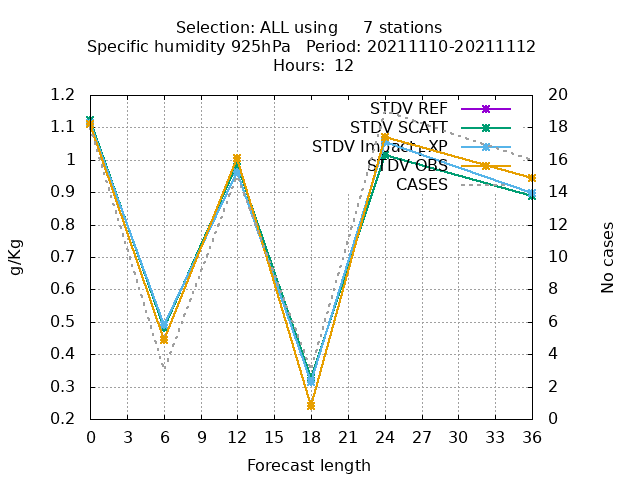 Selection: ALL using 7 stations
Specific humidity 925hPa Period: 20211110-20211112
Hours: 12
1.2
1.1
1
0.9
0.8
0.7
0.6
0.5
0.4
0.3
0.2
g/Kg
STDV REF
STDV SCATT
STDV Impact_EXP
STDV OBS
CASES
20
18
16
14
12
10
8
6
4
2
0
No cases
0 3 6 9 12 15 18 21 24 27 30 33 36
Forecast length